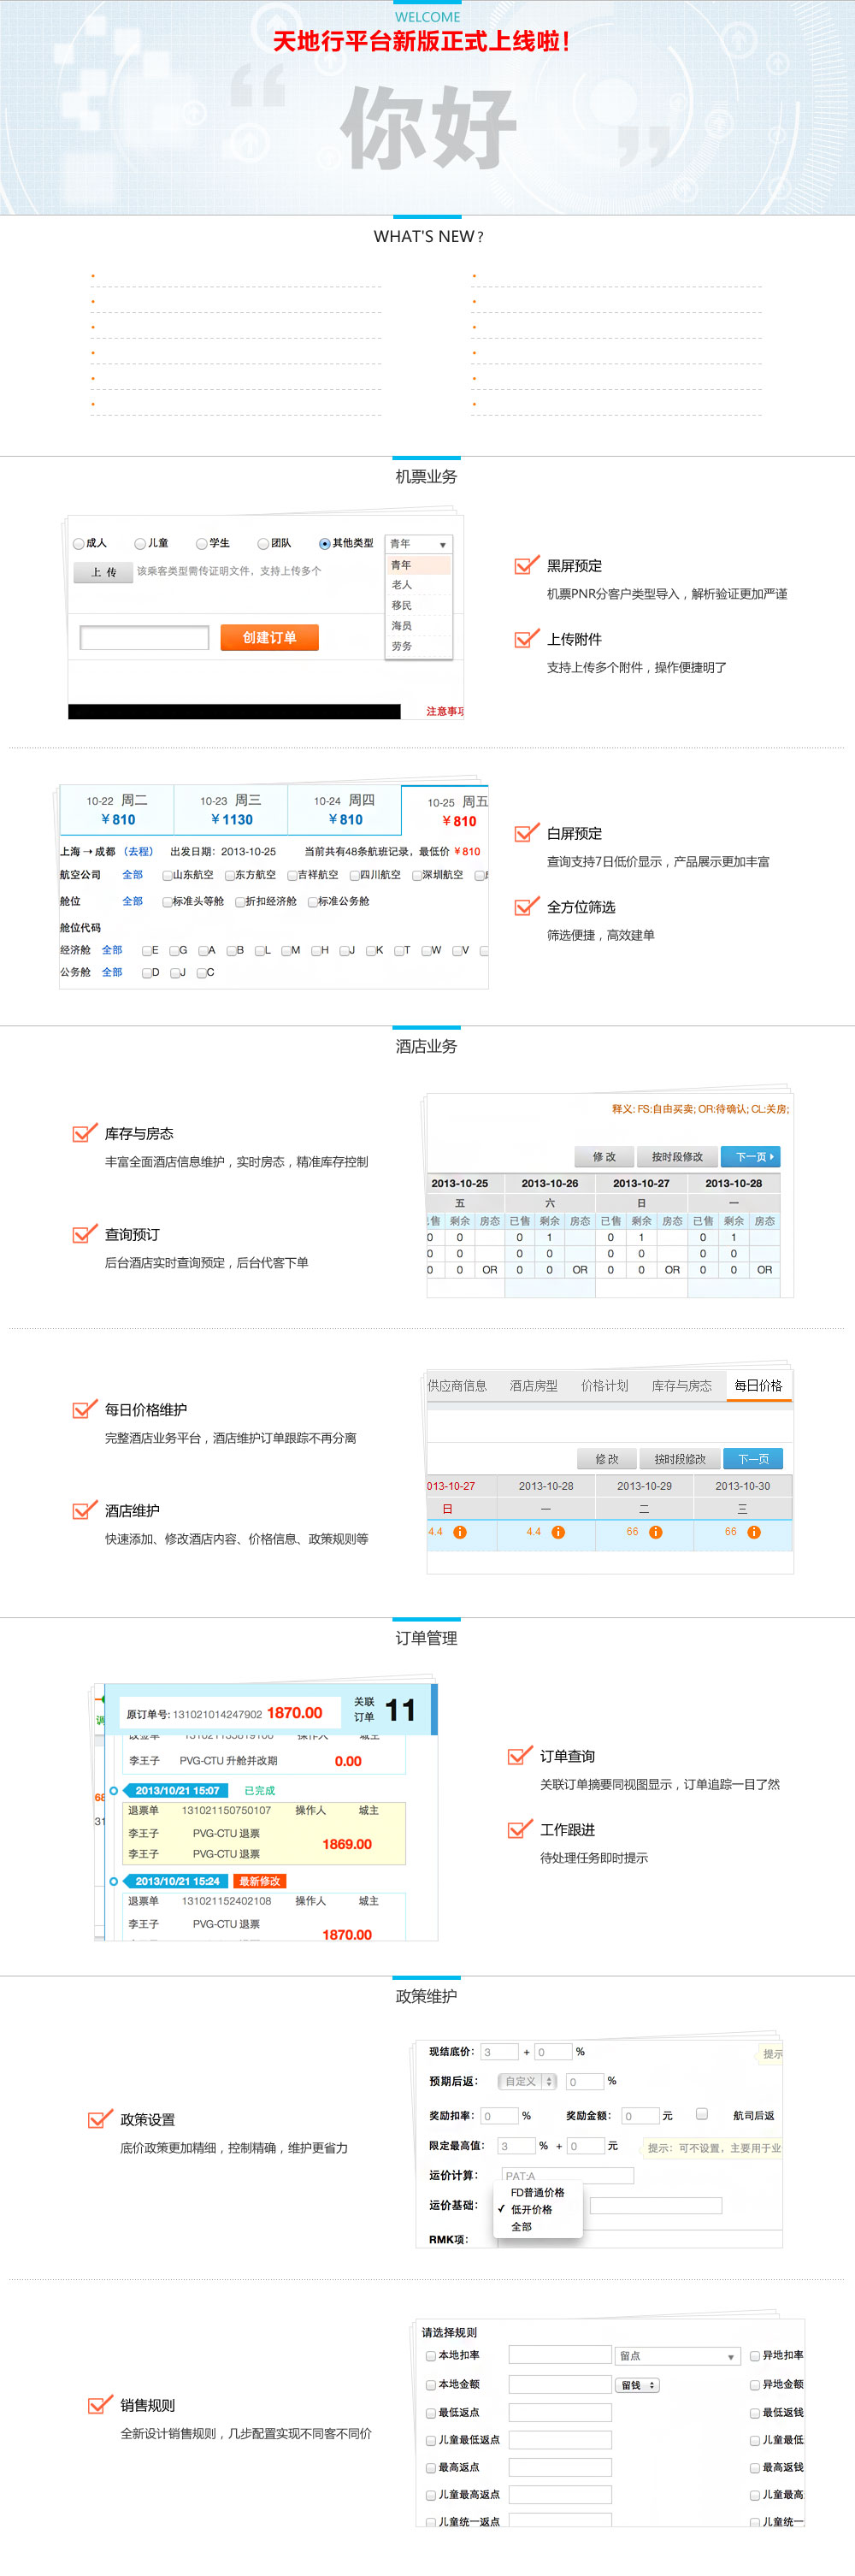 WELCOME
天地行平台新版正式上线啦！
“ 你好 ”
WHAT'S NEW ?
机票业务
成人 儿童 学生 团队 其他类型 青年
上 传 该乘客类型需传证明文件，支持上传多个
青年
老人
移民
海员
劳务
创建订单
注意事项
黑屏预定
机票PNR分客户类型导入，解析验证更加严谨
上传附件
支持上传多个附件，操作便捷明了
10-22 周二 10-23 周三 10-24 周四 10-25 周五
¥810 ¥1130 ¥810 ¥810
上海→成都 （去程） 出发日期：2013-10-25 当前共有48条航班记录，最低价 ¥810
航空公司 全部 山东航空 东方航空 吉祥航空 四川航空 深圳航空
舱位 全部 标准头等舱 折扣经济舱 标准公务舱
舱位代码
经济舱 全部 E G A B L M H J K T W V
公务舱 全部 D J C
白屏预定
查询支持7日低价显示，产品展示更加丰富
全方位筛选
筛选便捷，高效建单
酒店业务
库存与房态
丰富全面酒店信息维护，实时房态，精准库存控制
查询预订
后台酒店实时查询预定，后台代客下单
释义: FS:自由买卖; OR:待确认; CL:关房;
修 改 按时段修改 下一页
2013-10-25 2013-10-26 2013-10-27 2013-10-28
五 六 日 一
已售 剩余 房态 已售 剩余 房态 已售 剩余 房态 已售 剩余 房态
0 0 0 1 0 1 0 1
0 0 0 0 0 0 0 0
0 0 OR 0 0 OR 0 0 OR 0 0 OR
每日价格维护
完整酒店业务平台，酒店维护订单跟踪不再分离
酒店维护
快速添加、修改酒店内容、价格信息、政策规则等
供应商信息 酒店房型 价格计划 库存与房态 每日价格
修 改 按时段修改 下一页
013-10-27 2013-10-28 2013-10-29 2013-10-30
日 一 二 三
4.4 4.4 66 66
订单管理
原订单号: 131021014247902 1870.00 关联订单 11
改签单 131021135819106 操作人 城主
李王子 PVG-CTU 升舱并改期 0.00
2013/10/21 15:07 已完成
退票单 131021150750107 操作人 城主
李王子 PVG-CTU 退票
李王子 PVG-CTU 退票
1869.00
2013/10/21 15:24 最新修改
退票单 131021152402108 操作人 城主
李王子 PVG-CTU 退票
1870.00
订单查询
关联订单摘要同视图显示，订单追踪一目了然
工作跟进
待处理任务即时提示
政策维护
政策设置
底价政策更加精细，控制精确，维护更省力
现结底价： 3 + 0 % 提示
预期后返： 自定义 0 %
奖励扣率： 0 % 奖励金额： 0 元 航司后返
限定最高值： 3 % + 0 元 提示：可不设置，主要用于业
运价计算： PAT:A
运价基础： FD普通价格
✓ 低开价格
全部
RMK项：
销售规则
全新设计销售规则，几步配置实现不同客不同价
请选择规则
本地扣率 留点 异地扣率
本地金额 留钱 异地金额
最低返点 最低返钱
儿童最低返点 儿童最低
最高返点 最高返钱
儿童最高返点 儿童最高
儿童统一返点 儿童统一